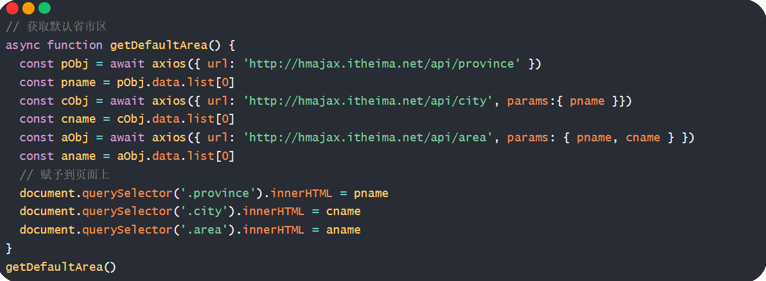 // 获取默认省市区
async function getDefaultArea() {
  const pObj = await axios({ url: 'http://hmajax.itheima.net/api/province' })
  const pname = pObj.data.list[0]
  const cObj = await axios({ url: 'http://hmajax.itheima.net/api/city', params:{ pname }})
  const cname = cObj.data.list[0]
  const aObj = await axios({ url: 'http://hmajax.itheima.net/api/area', params: { pname, cname } })
  const aname = aObj.data.list[0]
  // 赋予到页面上
  document.querySelector('.province').innerHTML = pname
  document.querySelector('.city').innerHTML = cname
  document.querySelector('.area').innerHTML = aname
}
getDefaultArea()